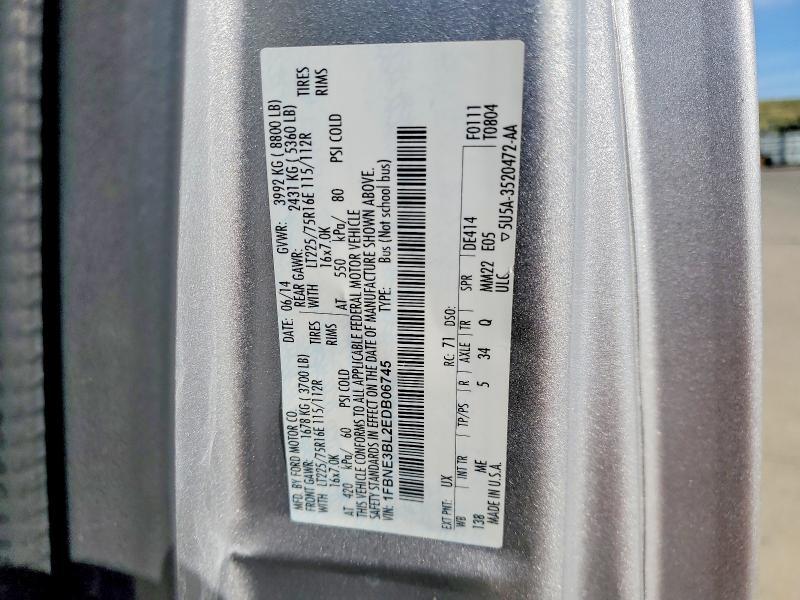 MFD. BY FORD MOTOR CO. DATE: 06/14 GVWR: 3992 KG ( 8800 LB)
FRONT GAWR: 1678 KG ( 3700 LB) REAR GAWR: 2431 KG ( 5360 LB)
WITH LT225/75R16E 115/112R TIRES WITH LT225/75R16E 115/112R TIRES
16x7.0K RIMS 16x7.0K RIMS
AT 420 kPa/ 60 PSI COLD AT 550 kPa/ 80 PSI COLD
THIS VEHICLE CONFORMS TO ALL APPLICABLE FEDERAL MOTOR VEHICLE
SAFETY STANDARDS IN EFFECT ON THE DATE OF MANUFACTURE SHOWN ABOVE.
VIN: 1FBNE3BL2EDB06745 TYPE: Bus (Not school bus)
F0111
T0804
EXT PNT: UX RC: 71 DSO: DE414
WB INT TR TP/PS R AXLE TR SPR
138 ME 5 34 Q MM22 E05
MADE IN U.S.A. ULC ▽5U5A-3520472-AA